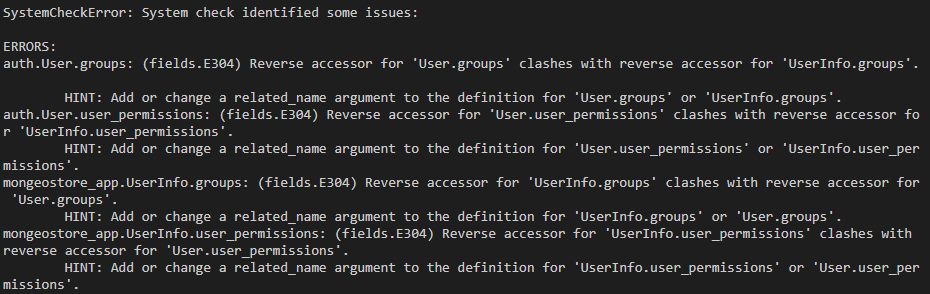 SystemCheckError: System check identified some issues:
ERRORS:
auth.User.groups: (fields.E304) Reverse accessor for 'User.groups' clashes with reverse accessor for 'UserInfo.groups'.
HINT: Add or change a related_name argument to the definition for 'User.groups' or 'UserInfo.groups'.
auth.User.user_permissions: (fields.E304) Reverse accessor for 'User.user_permissions' clashes with reverse accessor fo
r 'UserInfo.user_permissions'.
HINT: Add or change a related_name argument to the definition for 'User.user_permissions' or 'UserInfo.user_per
missions'.
mongeostore_app.UserInfo.groups: (fields.E304) Reverse accessor for 'UserInfo.groups' clashes with reverse accessor for
'User.groups'.
HINT: Add or change a related_name argument to the definition for 'UserInfo.groups' or 'User.groups'.
mongeostore_app.UserInfo.user_permissions: (fields.E304) Reverse accessor for 'UserInfo.user_permissions' clashes with
reverse accessor for 'User.user_permissions'.
HINT: Add or change a related_name argument to the definition for 'UserInfo.user_permissions' or 'User.user_per
missions'.